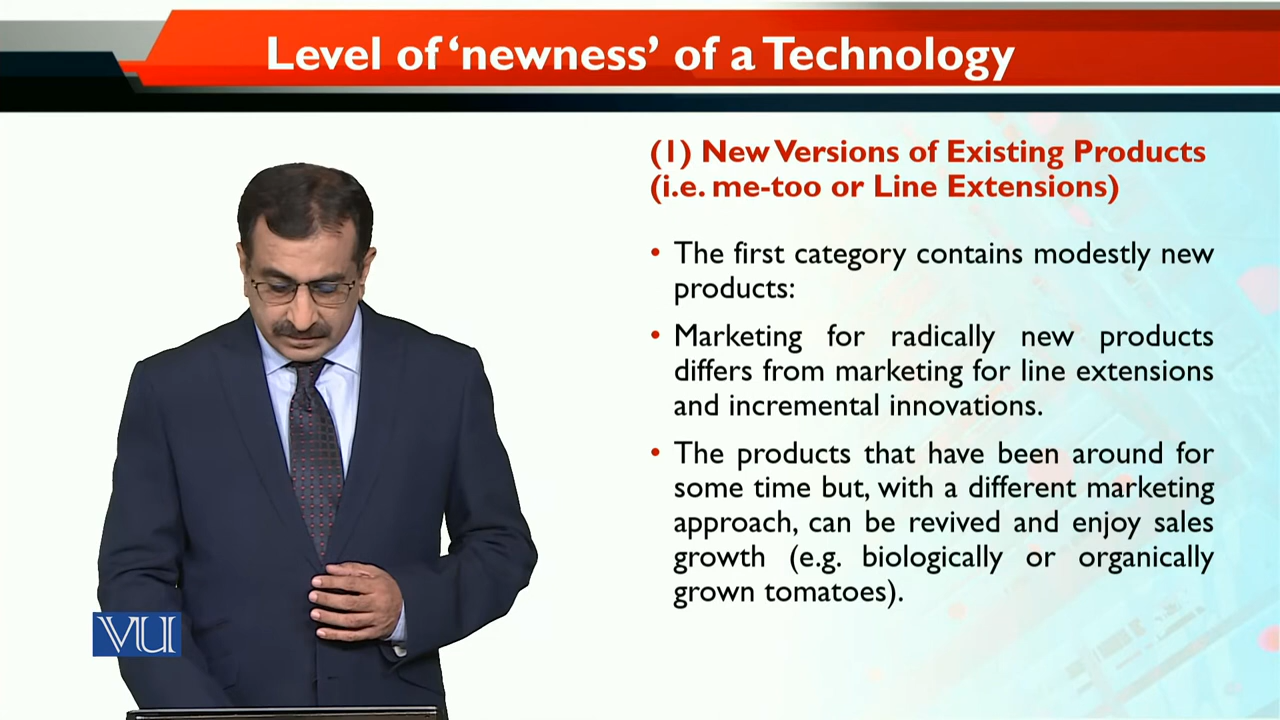 Level of ‘newness’ of a Technology
(1) New Versions of Existing Products
(i.e. me-too or Line Extensions)
• The first category contains modestly new
products:
• Marketing for radically new products
differs from marketing for line extensions
and incremental innovations.
• The products that have been around for
some time but, with a different marketing
approach, can be revived and enjoy sales
growth (e.g. biologically or organically
grown tomatoes).
VU